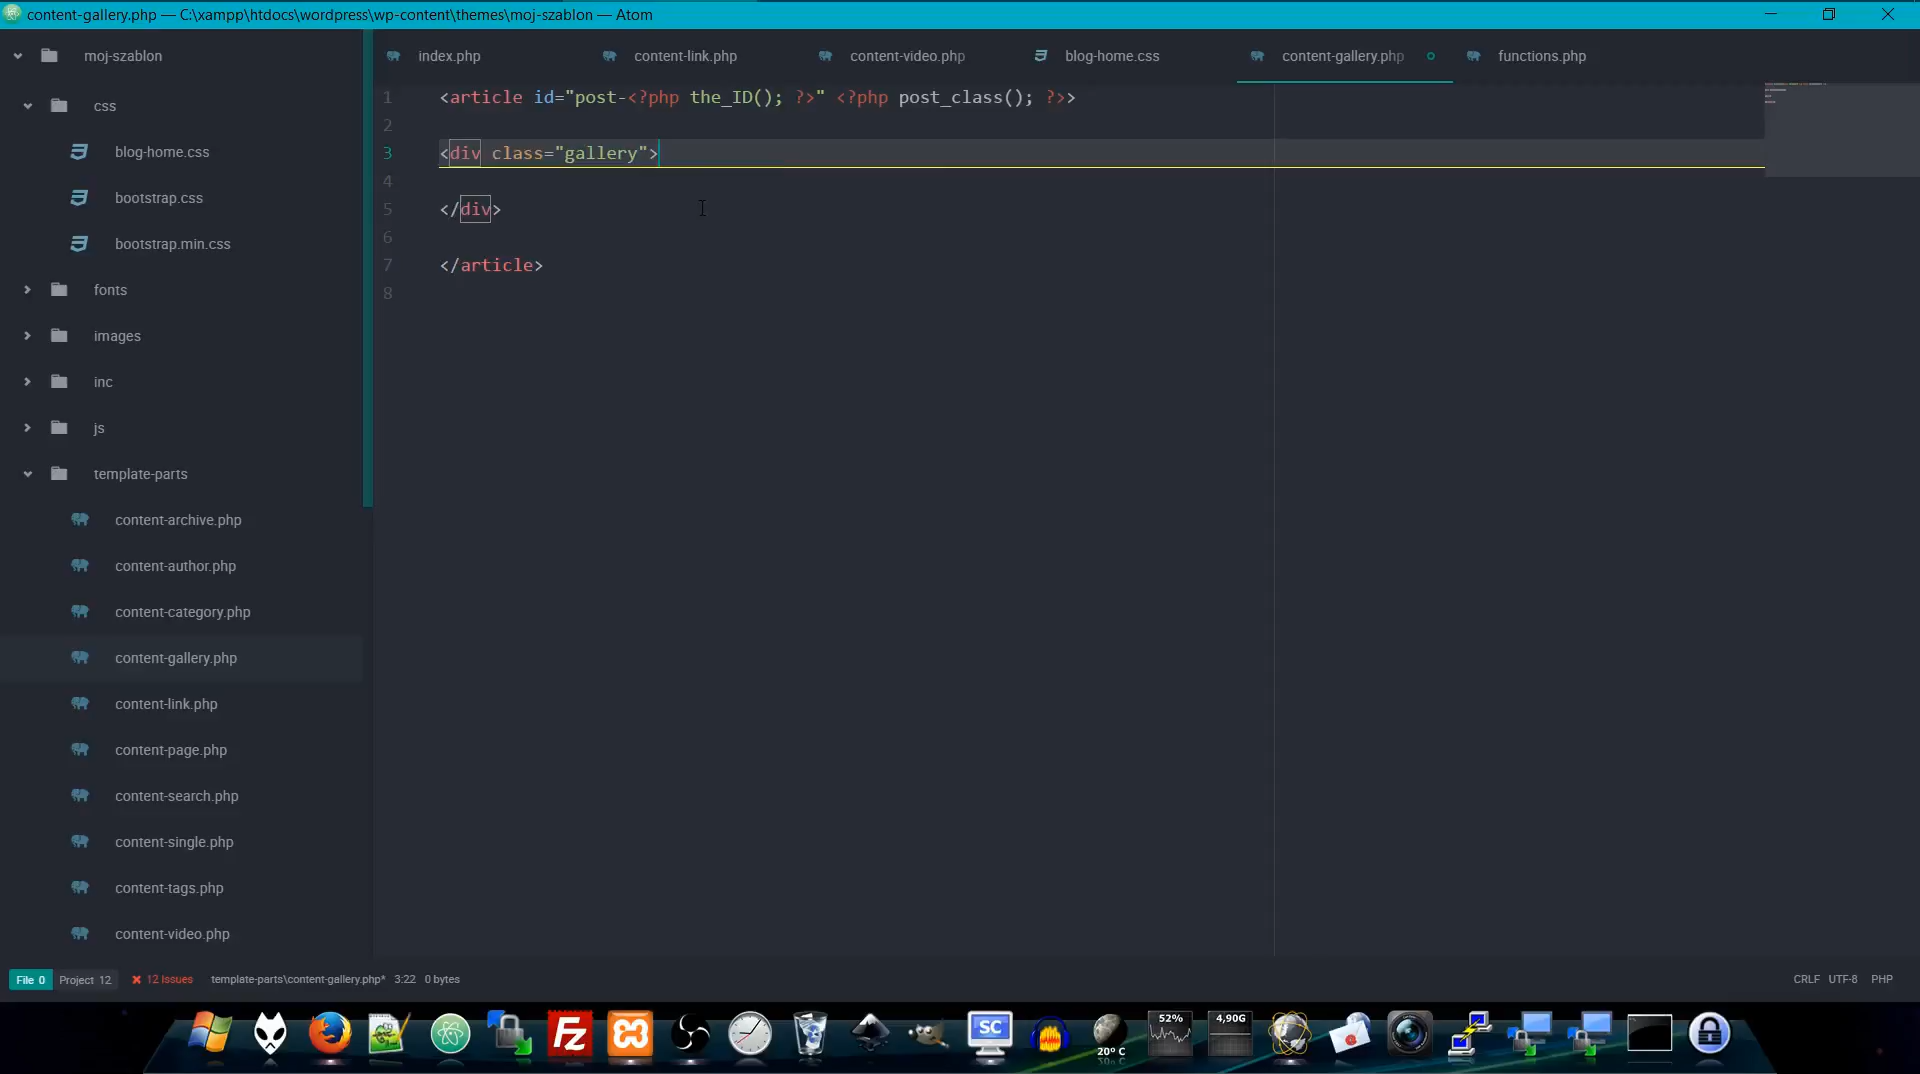 content-gallery.php — C:\xampp\htdocs\wordpress\wp-content\themes\moj-szablon — Atom
moj-szablon
css
blog-home.css
bootstrap.css
bootstrap.min.css
fonts
images
inc
js
template-parts
content-archive.php
content-author.php
content-category.php
content-gallery.php
content-link.php
content-page.php
content-search.php
content-single.php
content-tags.php
content-video.php
index.php
content-link.php
content-video.php
blog-home.css
content-gallery.php
functions.php
1 <article id="post-<?php the_ID(); ?>" <?php post_class(); ?>>
2
3 <div class="gallery">
4
5 </div>
6
7 </article>
8
File 0 Project 12 12 Issues template-parts\content-gallery.php* 3:22 0 bytes
CRLF UTF-8 PHP
Fz
SC
20° C
52%
4,90G